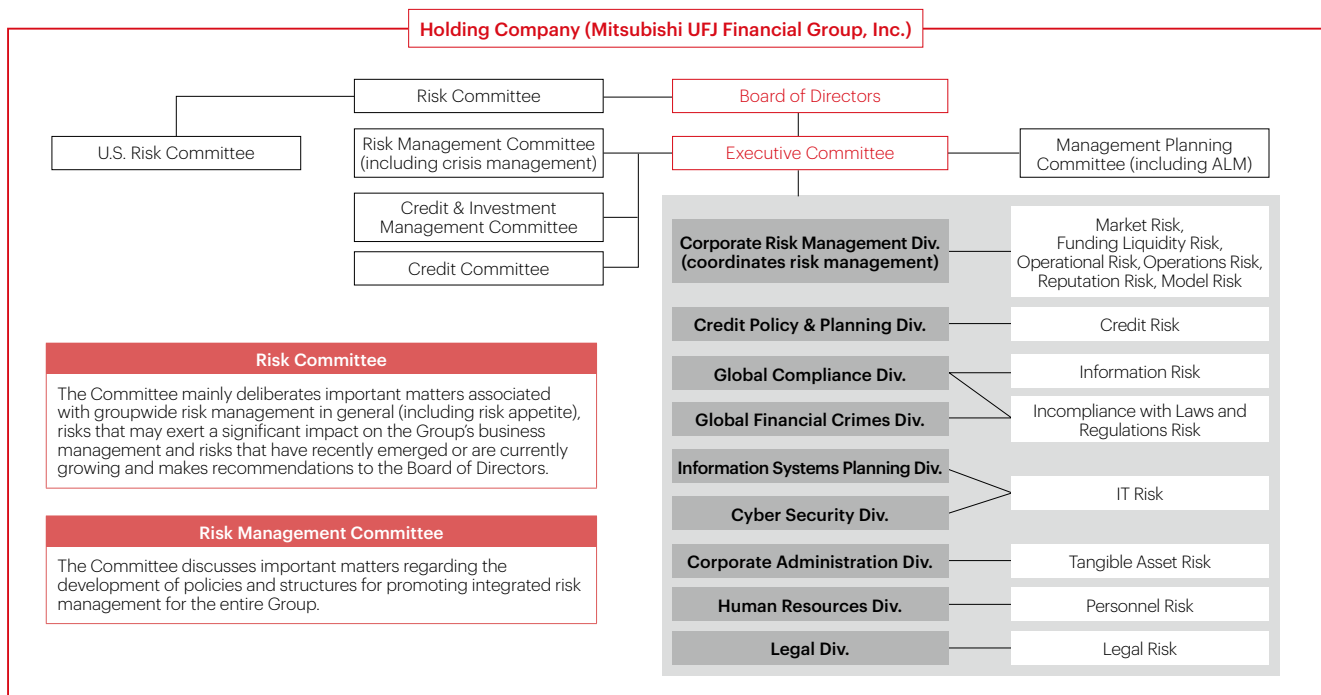 Holding Company (Mitsubishi UFJ Financial Group, Inc.)
Risk Committee
Board of Directors
U.S. Risk Committee
Risk Management Committee
(including crisis management)
Executive Committee
Management Planning
Committee (including ALM)
Credit & Investment
Management Committee
Credit Committee
Corporate Risk Management Div.
(coordinates risk management)
Market Risk,
Funding Liquidity Risk,
Operational Risk, Operations Risk,
Reputation Risk, Model Risk
Credit Policy & Planning Div.
Credit Risk
Global Compliance Div.
Information Risk
Global Financial Crimes Div.
Incompliance with Laws and
Regulations Risk
Information Systems Planning Div.
IT Risk
Cyber Security Div.
Corporate Administration Div.
Tangible Asset Risk
Human Resources Div.
Personnel Risk
Legal Div.
Legal Risk
Risk Committee
The Committee mainly deliberates important matters associated
with groupwide risk management in general (including risk appetite),
risks that may exert a significant impact on the Group's business
management and risks that have recently emerged or are currently
growing and makes recommendations to the Board of Directors.
Risk Management Committee
The Committee discusses important matters regarding the
development of policies and structures for promoting integrated risk
management for the entire Group.